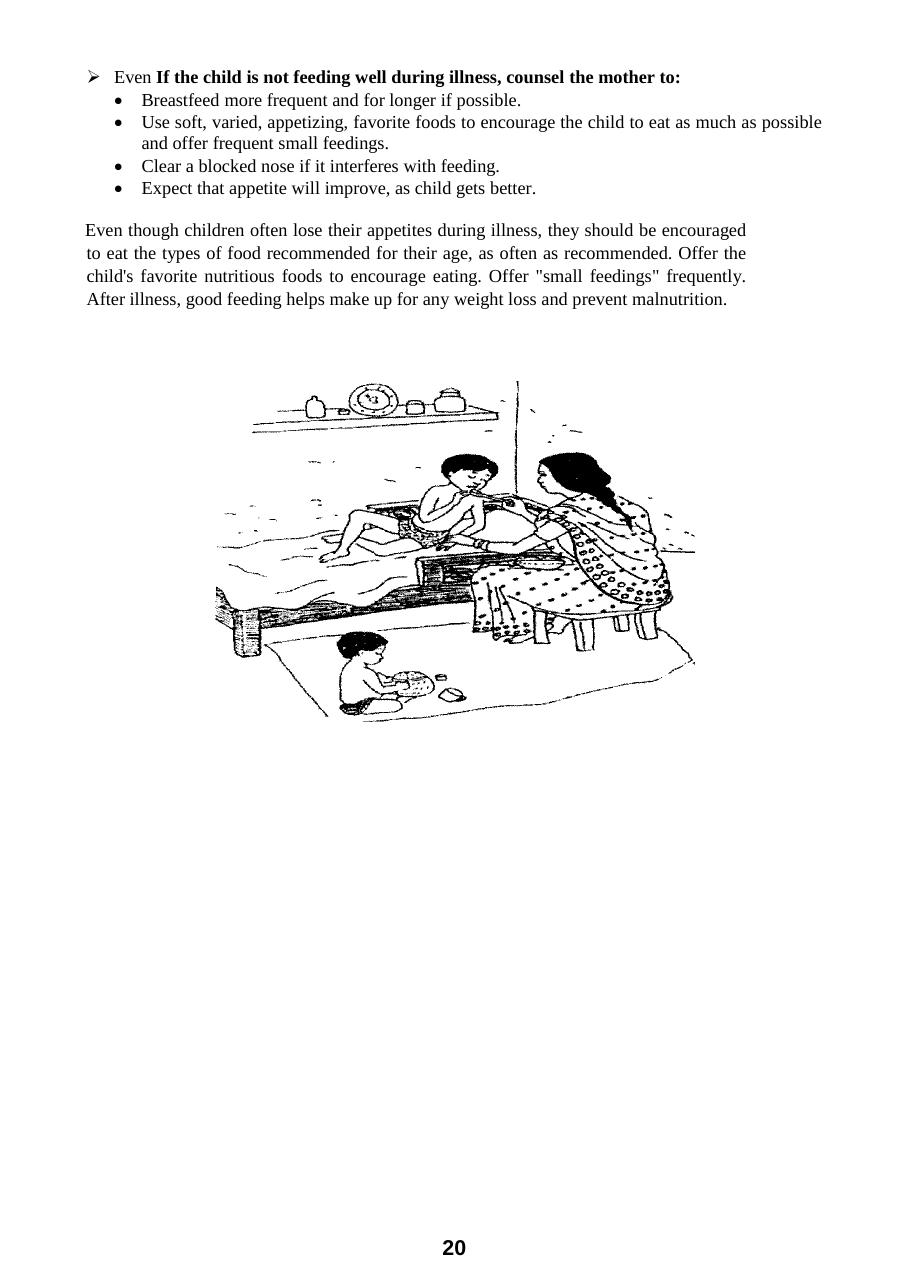 ➢ Even If the child is not feeding well during illness, counsel the mother to:
• Breastfeed more frequent and for longer if possible.
• Use soft, varied, appetizing, favorite foods to encourage the child to eat as much as possible
and offer frequent small feedings.
• Clear a blocked nose if it interferes with feeding.
• Expect that appetite will improve, as child gets better.
Even though children often lose their appetites during illness, they should be encouraged
to eat the types of food recommended for their age, as often as recommended. Offer the
child's favorite nutritious foods to encourage eating. Offer "small feedings" frequently.
After illness, good feeding helps make up for any weight loss and prevent malnutrition.
20